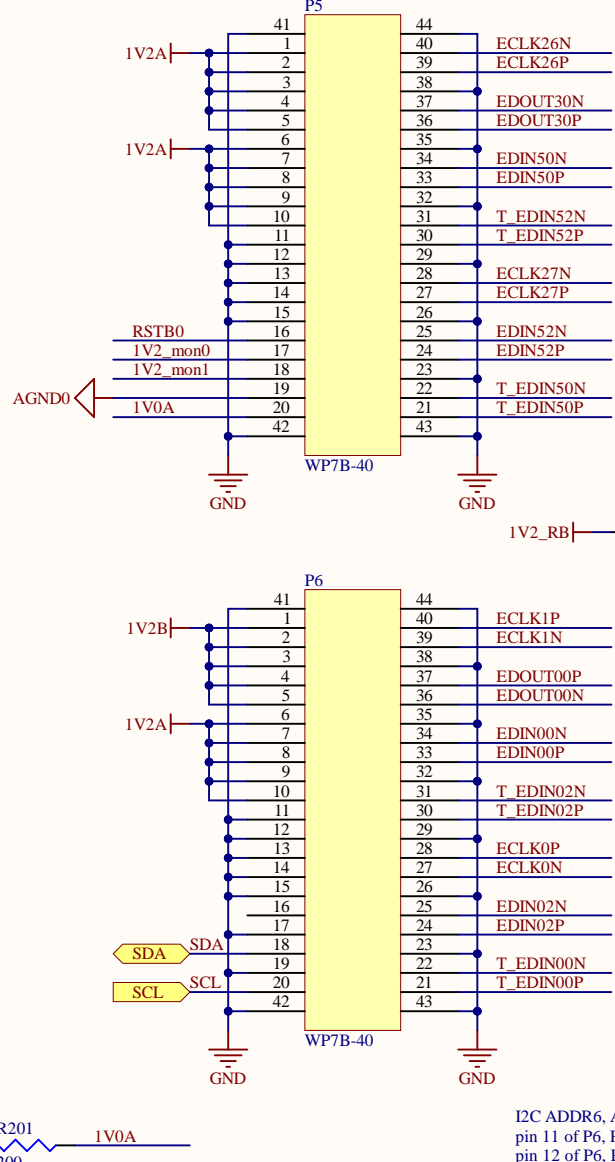 P5
41 44
1V2A 1 40 ECLK26N
2 39 ECLK26P
3 38
4 37 EDOUT30N
5 36 EDOUT30P
1V2A 6 35
7 34 EDIN50N
8 33 EDIN50P
9 32
10 31 T_EDIN52N
11 30 T_EDIN52P
12 29
13 28 ECLK27N
14 27 ECLK27P
15 26
RSTB0 16 25 EDIN52N
1V2_mon0 17 24 EDIN52P
1V2_mon1 18 23
AGND0 19 22 T_EDIN50N
1V0A 20 21 T_EDIN50P
42 43
WP7B-40
GND GND
1V2_RB
P6
41 44
1V2B 1 40 ECLK1P
2 39 ECLK1N
3 38
4 37 EDOUT00P
5 36 EDOUT00N
1V2A 6 35
7 34 EDIN00N
8 33 EDIN00P
9 32
10 31 T_EDIN02N
11 30 T_EDIN02P
12 29
13 28 ECLK0P
14 27 ECLK0N
15 26
16 25 EDIN02N
17 24 EDIN02P
SDA SDA 18 23
19 22 T_EDIN00N
SCL SCL 20 21 T_EDIN00P
42 43
WP7B-40
GND GND
R201 1V0A
I2C ADDR6,
pin 11 of P6,
pin 12 of P6,